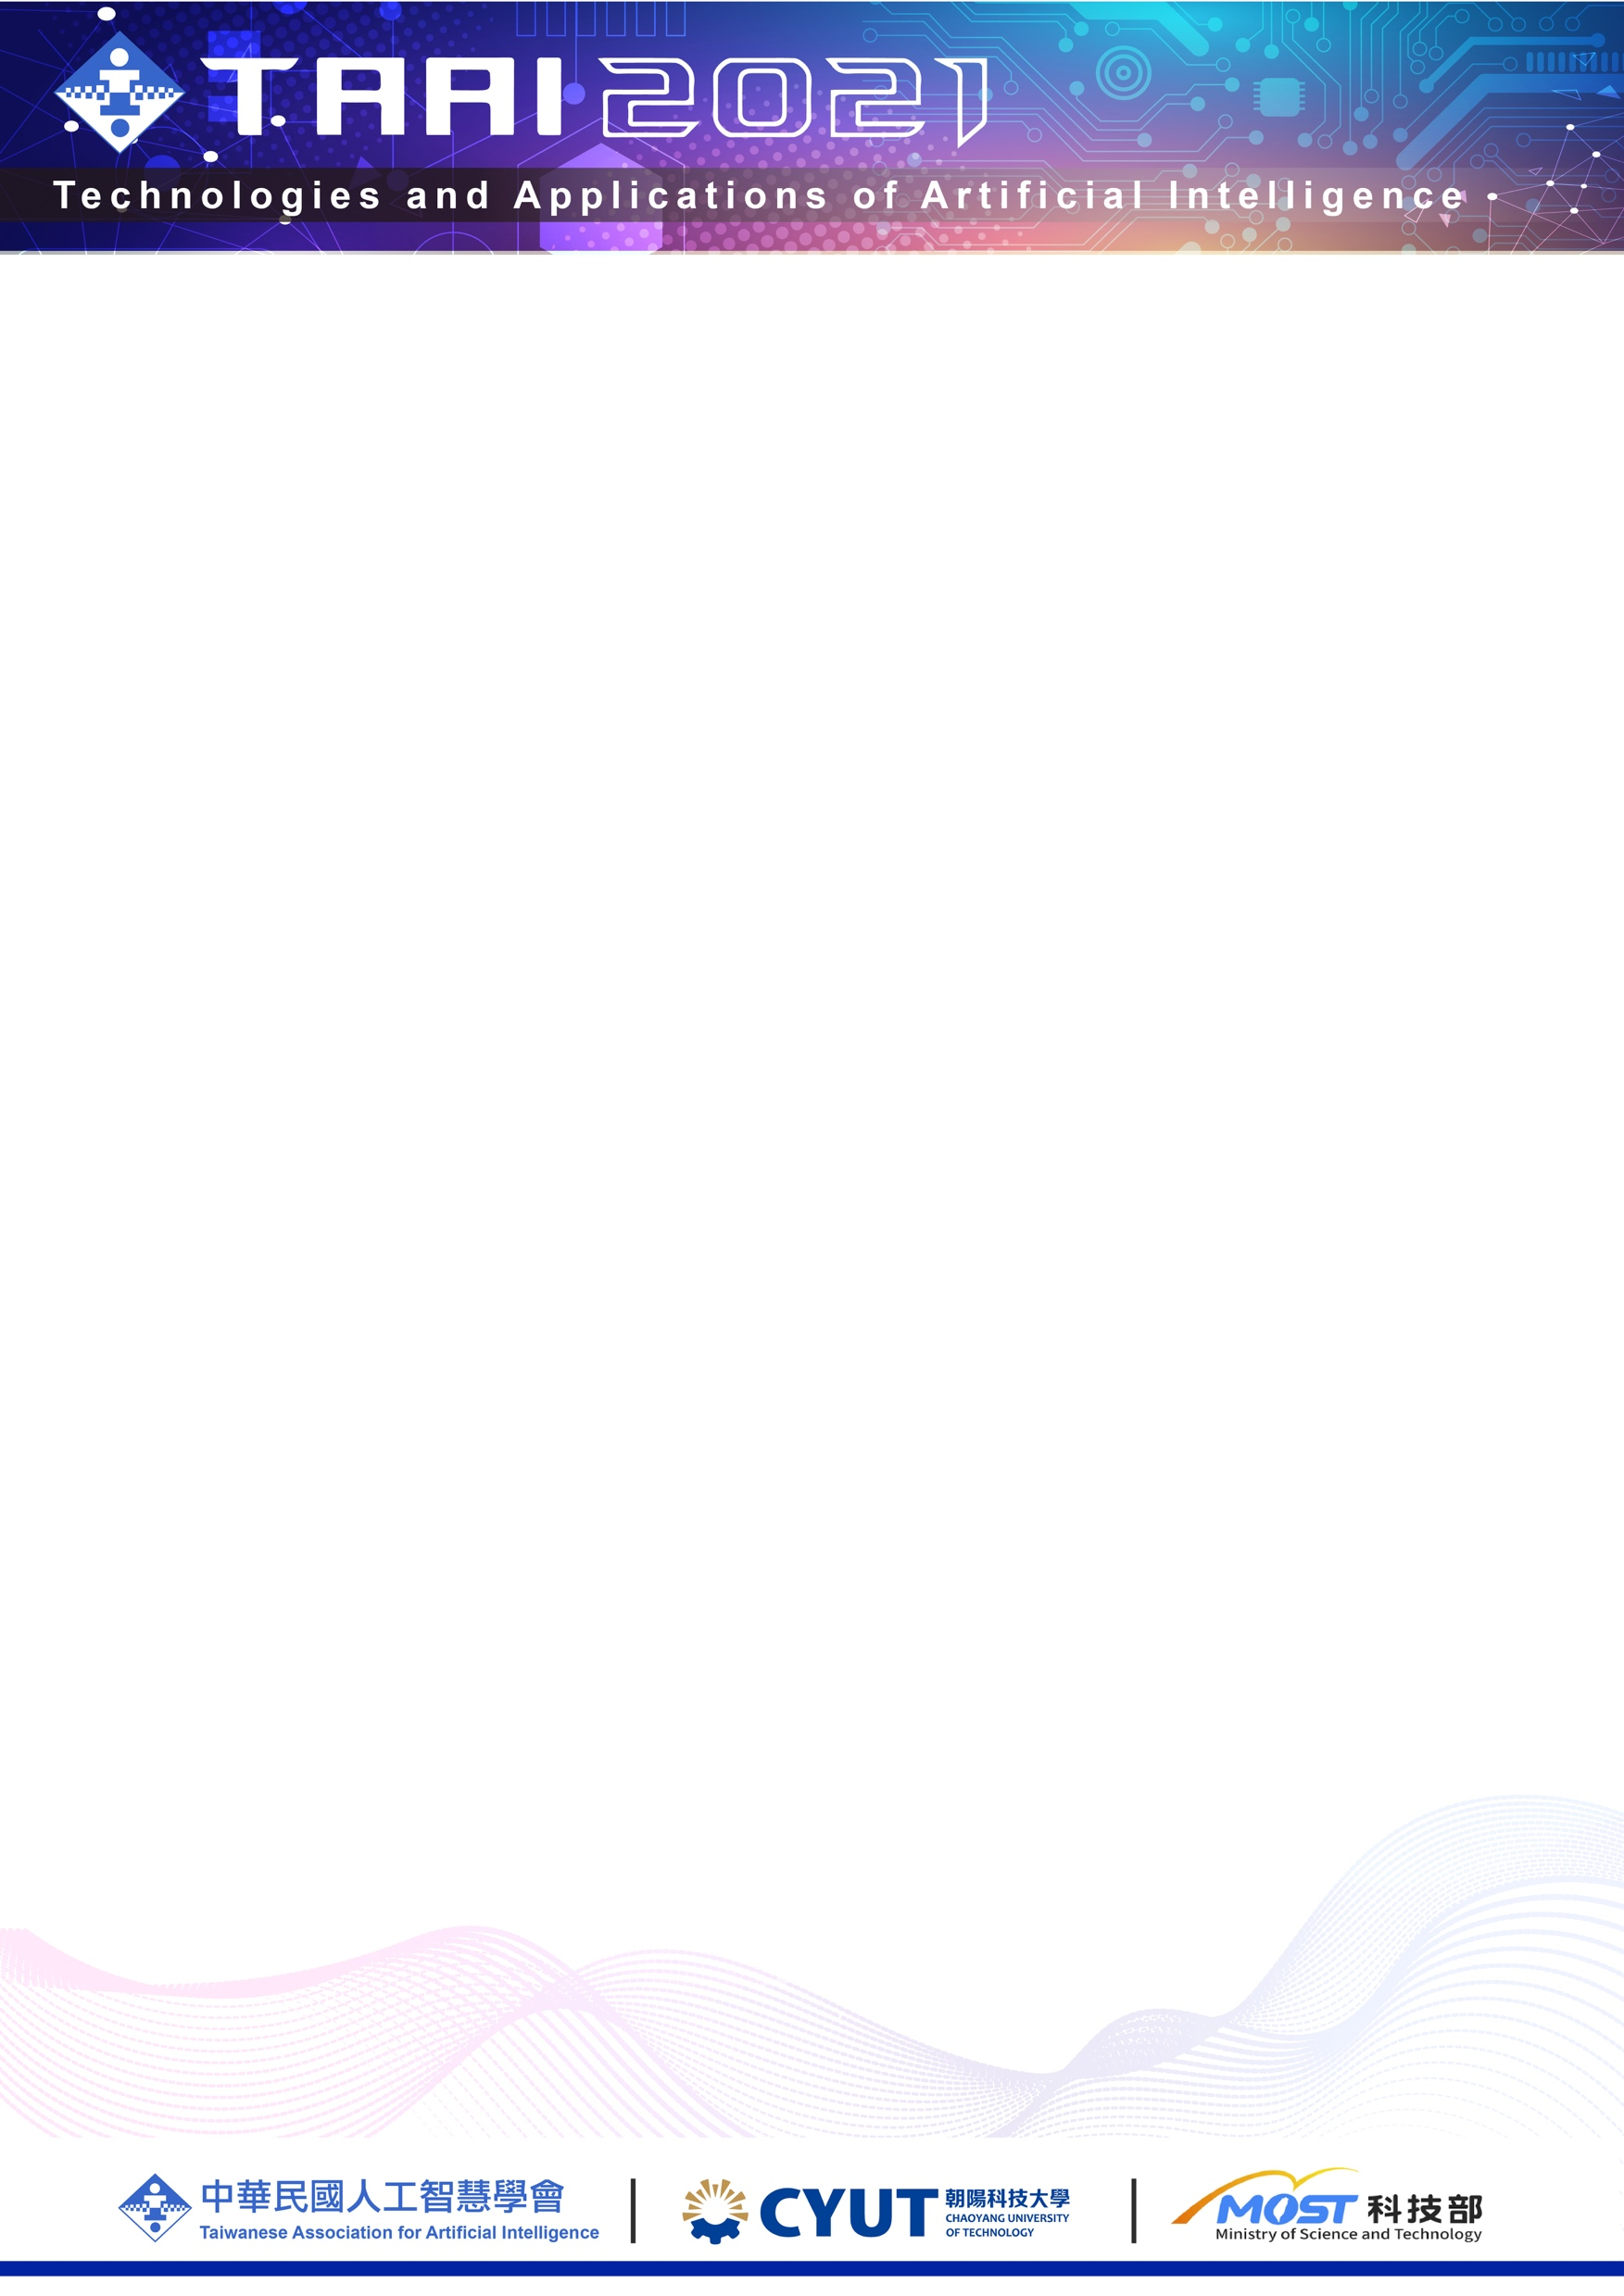 TAAI 2021
Technologies and Applications of Artificial Intelligence
中華民國人工智慧學會
Taiwanese Association for Artificial Intelligence
CYUT 朝陽科技大學
CHAOYANG UNIVERSITY
OF TECHNOLOGY
MOST 科技部
Ministry of Science and Technology